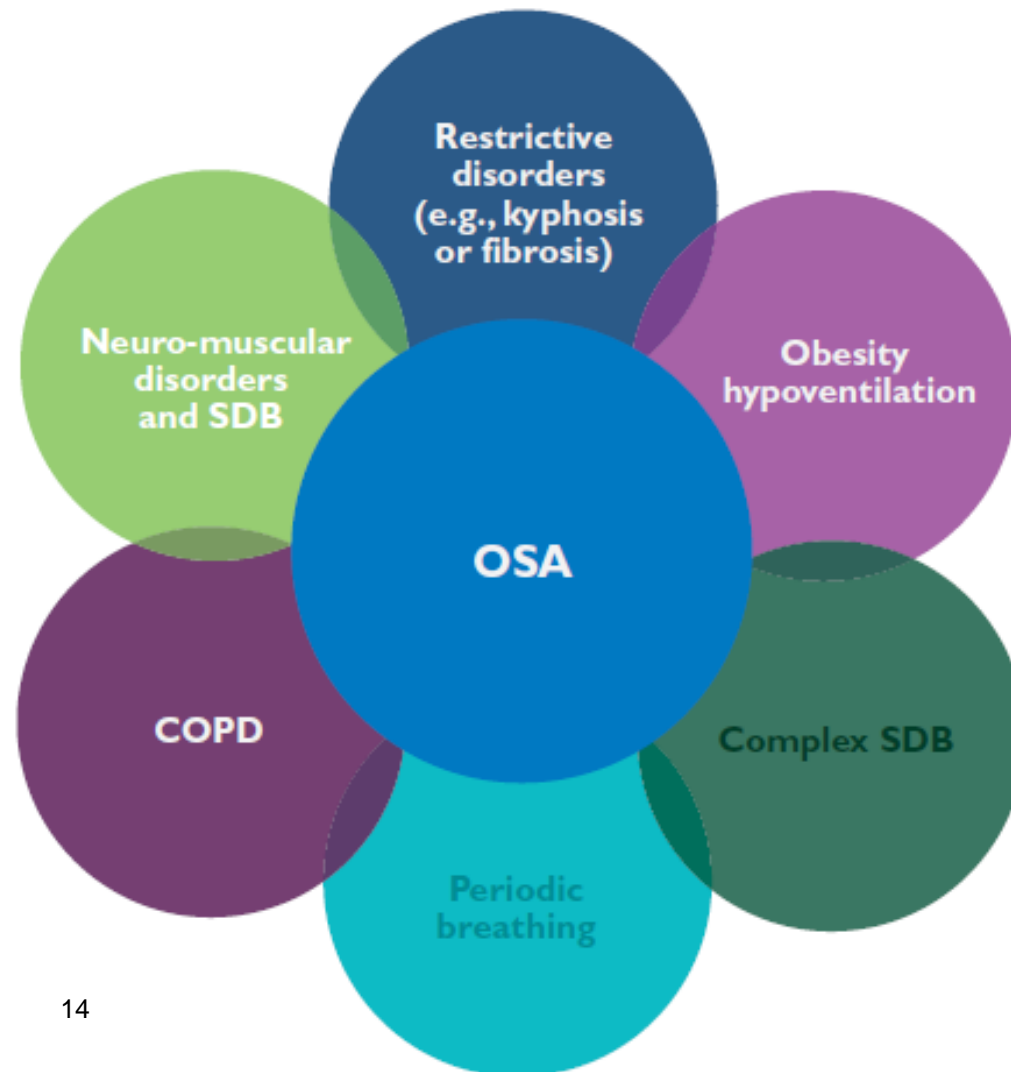 Restrictive
disorders
(e.g., kyphosis
or fibrosis)
Neuro-muscular
disorders
and SDB
Obesity
hypoventilation
OSA
COPD
Complex SDB
Periodic
breathing
14